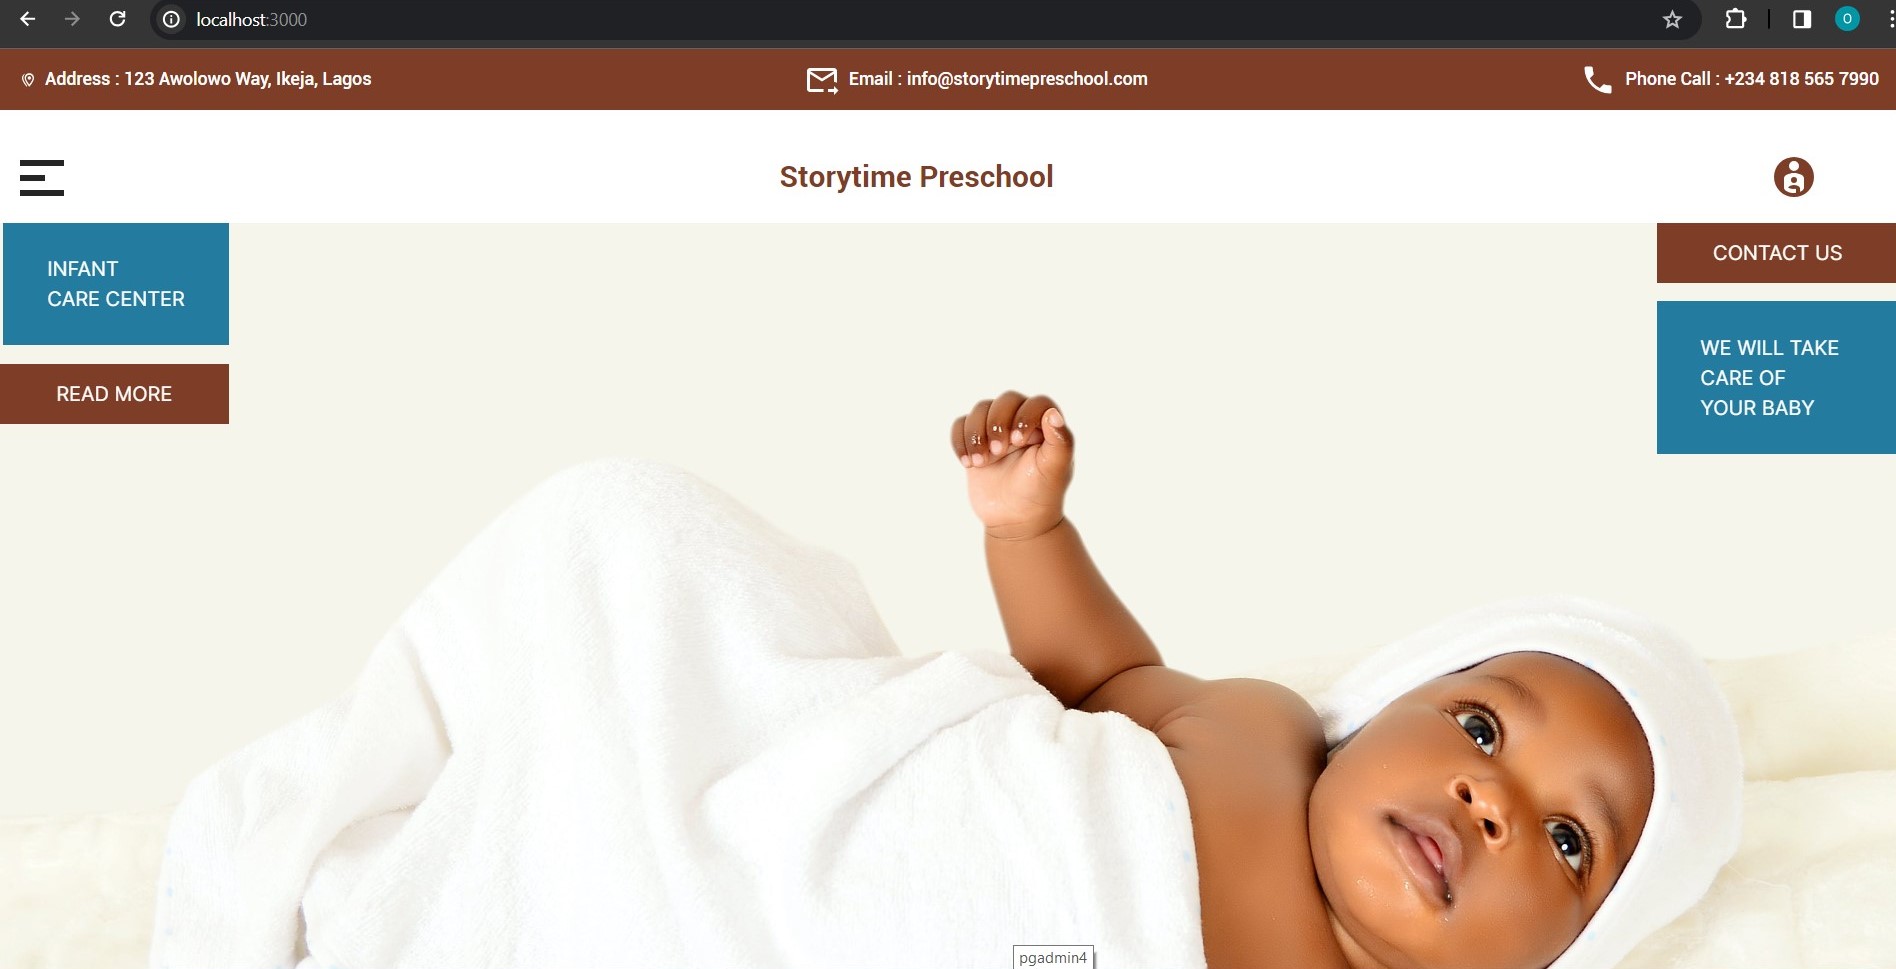 localhost:3000
O
Address : 123 Awolowo Way, Ikeja, Lagos
Email : info@storytimepreschool.com
Phone Call : +234 818 565 7990
Storytime Preschool
INFANT
CARE CENTER
READ MORE
CONTACT US
WE WILL TAKE
CARE OF
YOUR BABY
pgadmin4